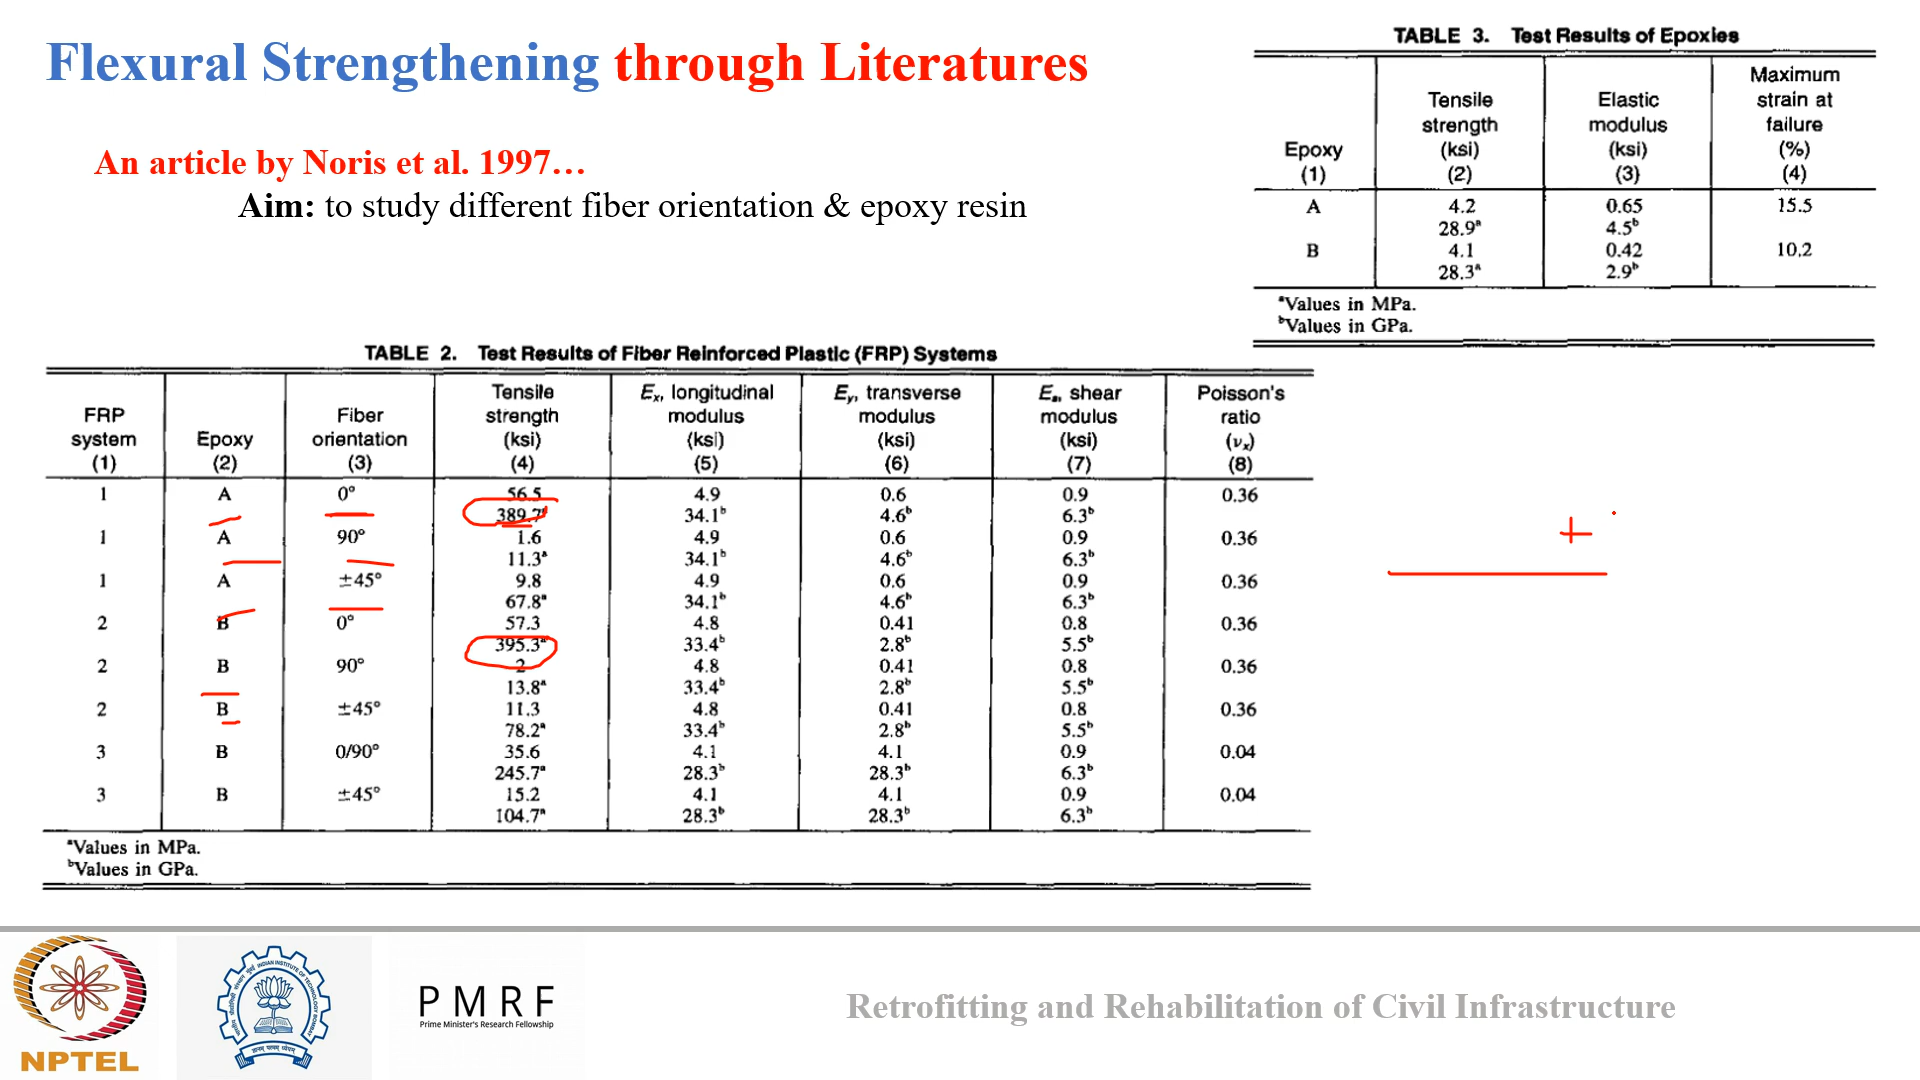 Flexural Strengthening through Literatures
An article by Noris et al. 1997…
Aim: to study different fiber orientation & epoxy resin
TABLE 3. Test Results of Epoxies
Epoxy (1) Tensile strength (ksi) (2) Elastic modulus (ksi) (3) Maximum strain at failure (%) (4)
A 4.2 0.65 15.5
28.9ᵃ 4.5ᵇ
B 4.1 0.42 10.2
28.3ᵃ 2.9ᵇ
ᵃValues in MPa.
ᵇValues in GPa.
TABLE 2. Test Results of Fiber Reinforced Plastic (FRP) Systems
FRP system (1) Epoxy (2) Fiber orientation (3) Tensile strength (ksi) (4) Eₓ, longitudinal modulus (ksi) (5) Ey, transverse modulus (ksi) (6) Eₛ, shear modulus (ksi) (7) Poisson's ratio (νₓ) (8)
1 A 0° 56.5 4.9 0.6 0.9 0.36
389.7ᵃ 34.1ᵇ 4.6ᵇ 6.3ᵇ
1 A 90° 1.6 4.9 0.6 0.9 0.36
11.3ᵃ 34.1ᵇ 4.6ᵇ 6.3ᵇ
1 A ±45° 9.8 4.9 0.6 0.9 0.36
67.8ᵃ 34.1ᵇ 4.6ᵇ 6.3ᵇ
2 B 0° 57.3 4.8 0.41 0.8 0.36
395.3ᵃ 33.4ᵇ 2.8ᵇ 5.5ᵇ
2 B 90° 2 4.8 0.41 0.8 0.36
13.8ᵃ 33.4ᵇ 2.8ᵇ 5.5ᵇ
2 B ±45° 11.3 4.8 0.41 0.8 0.36
78.2ᵃ 33.4ᵇ 2.8ᵇ 5.5ᵇ
3 B 0/90° 35.6 4.1 4.1 0.9 0.04
245.7ᵃ 28.3ᵇ 28.3ᵇ 6.3ᵇ
3 B ±45° 15.2 4.1 4.1 0.9 0.04
104.7ᵃ 28.3ᵇ 28.3ᵇ 6.3ᵇ
ᵃValues in MPa.
ᵇValues in GPa.
+
NPTEL
PMRF
Prime Minister's Research Fellowship
Retrofitting and Rehabilitation of Civil Infrastructure